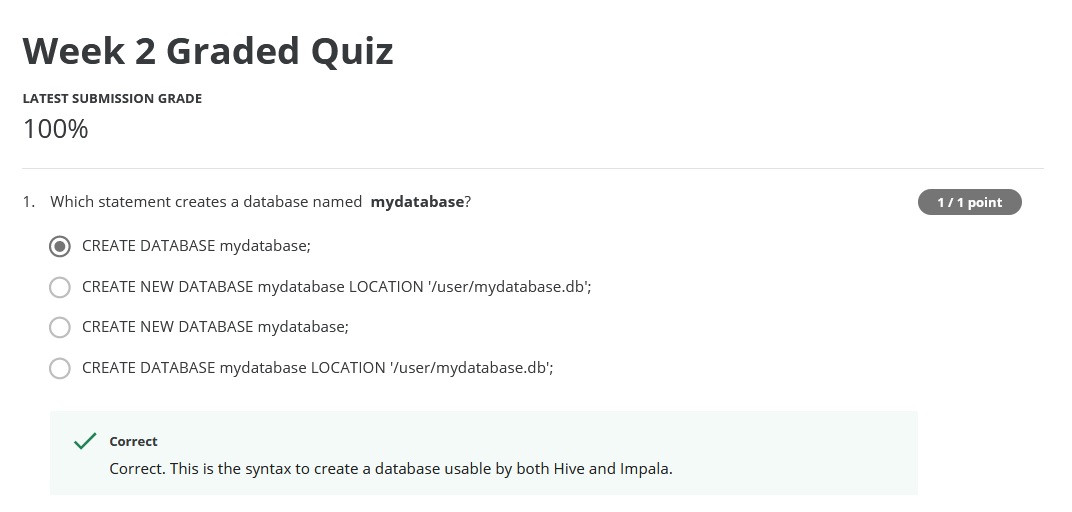 Week 2 Graded Quiz
LATEST SUBMISSION GRADE
100%
1. Which statement creates a database named mydatabase?
1 / 1 point
CREATE DATABASE mydatabase;
CREATE NEW DATABASE mydatabase LOCATION '/user/mydatabase.db';
CREATE NEW DATABASE mydatabase;
CREATE DATABASE mydatabase LOCATION '/user/mydatabase.db';
Correct
Correct. This is the syntax to create a database usable by both Hive and Impala.